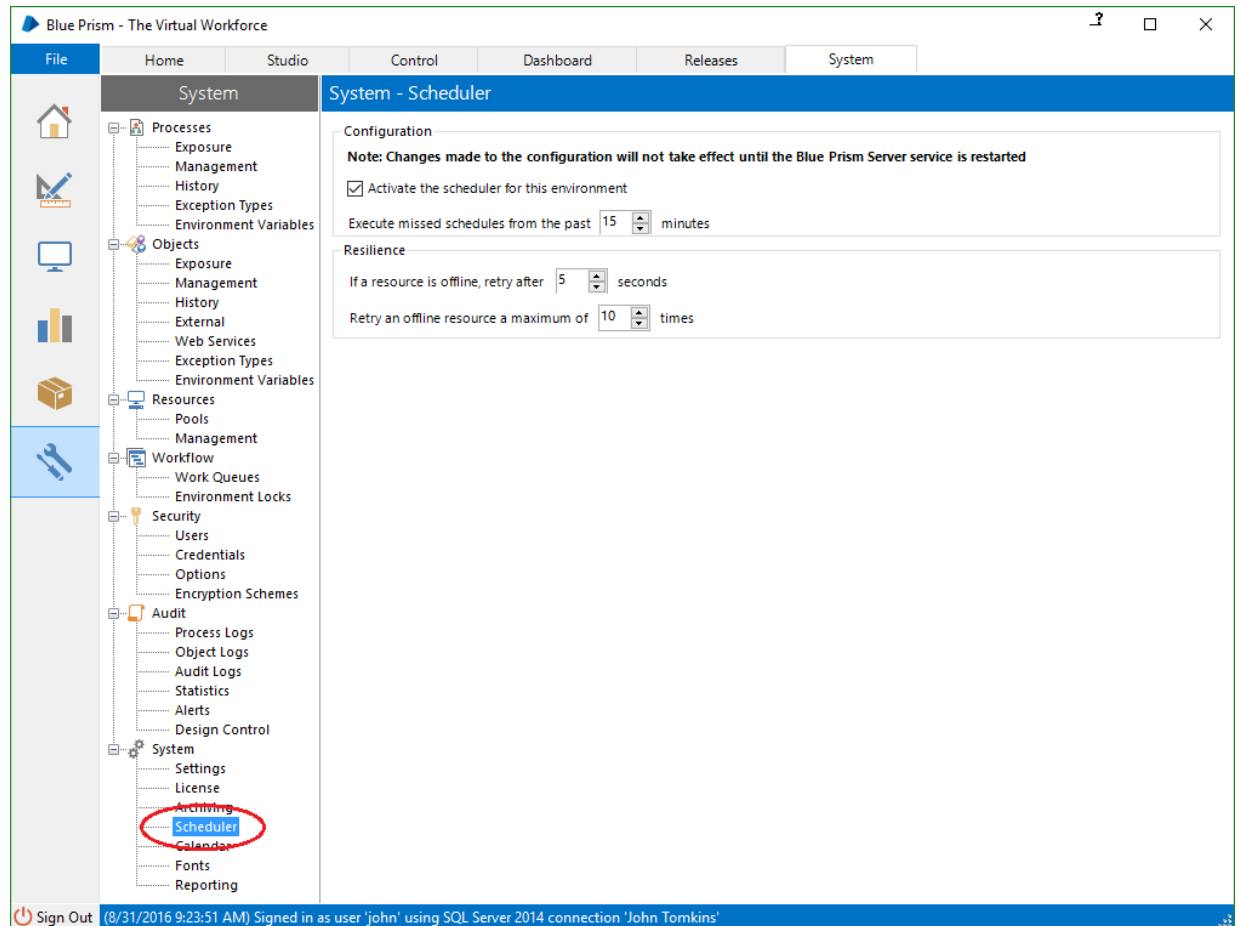 Blue Prism - The Virtual Workforce
File Home Studio Control Dashboard Releases System
System
Processes
Exposure
Management
History
Exception Types
Environment Variables
Objects
Exposure
Management
History
External
Web Services
Exception Types
Environment Variables
Resources
Pools
Management
Workflow
Work Queues
Environment Locks
Security
Users
Credentials
Options
Encryption Schemes
Audit
Process Logs
Object Logs
Audit Logs
Statistics
Alerts
Design Control
System
Settings
License
Archiving
Scheduler
Calendar
Fonts
Reporting
System - Scheduler
Configuration
Note: Changes made to the configuration will not take effect until the Blue Prism Server service is restarted
Activate the scheduler for this environment
Execute missed schedules from the past 15 minutes
Resilience
If a resource is offline, retry after 5 seconds
Retry an offline resource a maximum of 10 times
Sign Out (8/31/2016 9:23:51 AM) Signed in as user 'john' using SQL Server 2014 connection 'John Tomkins'